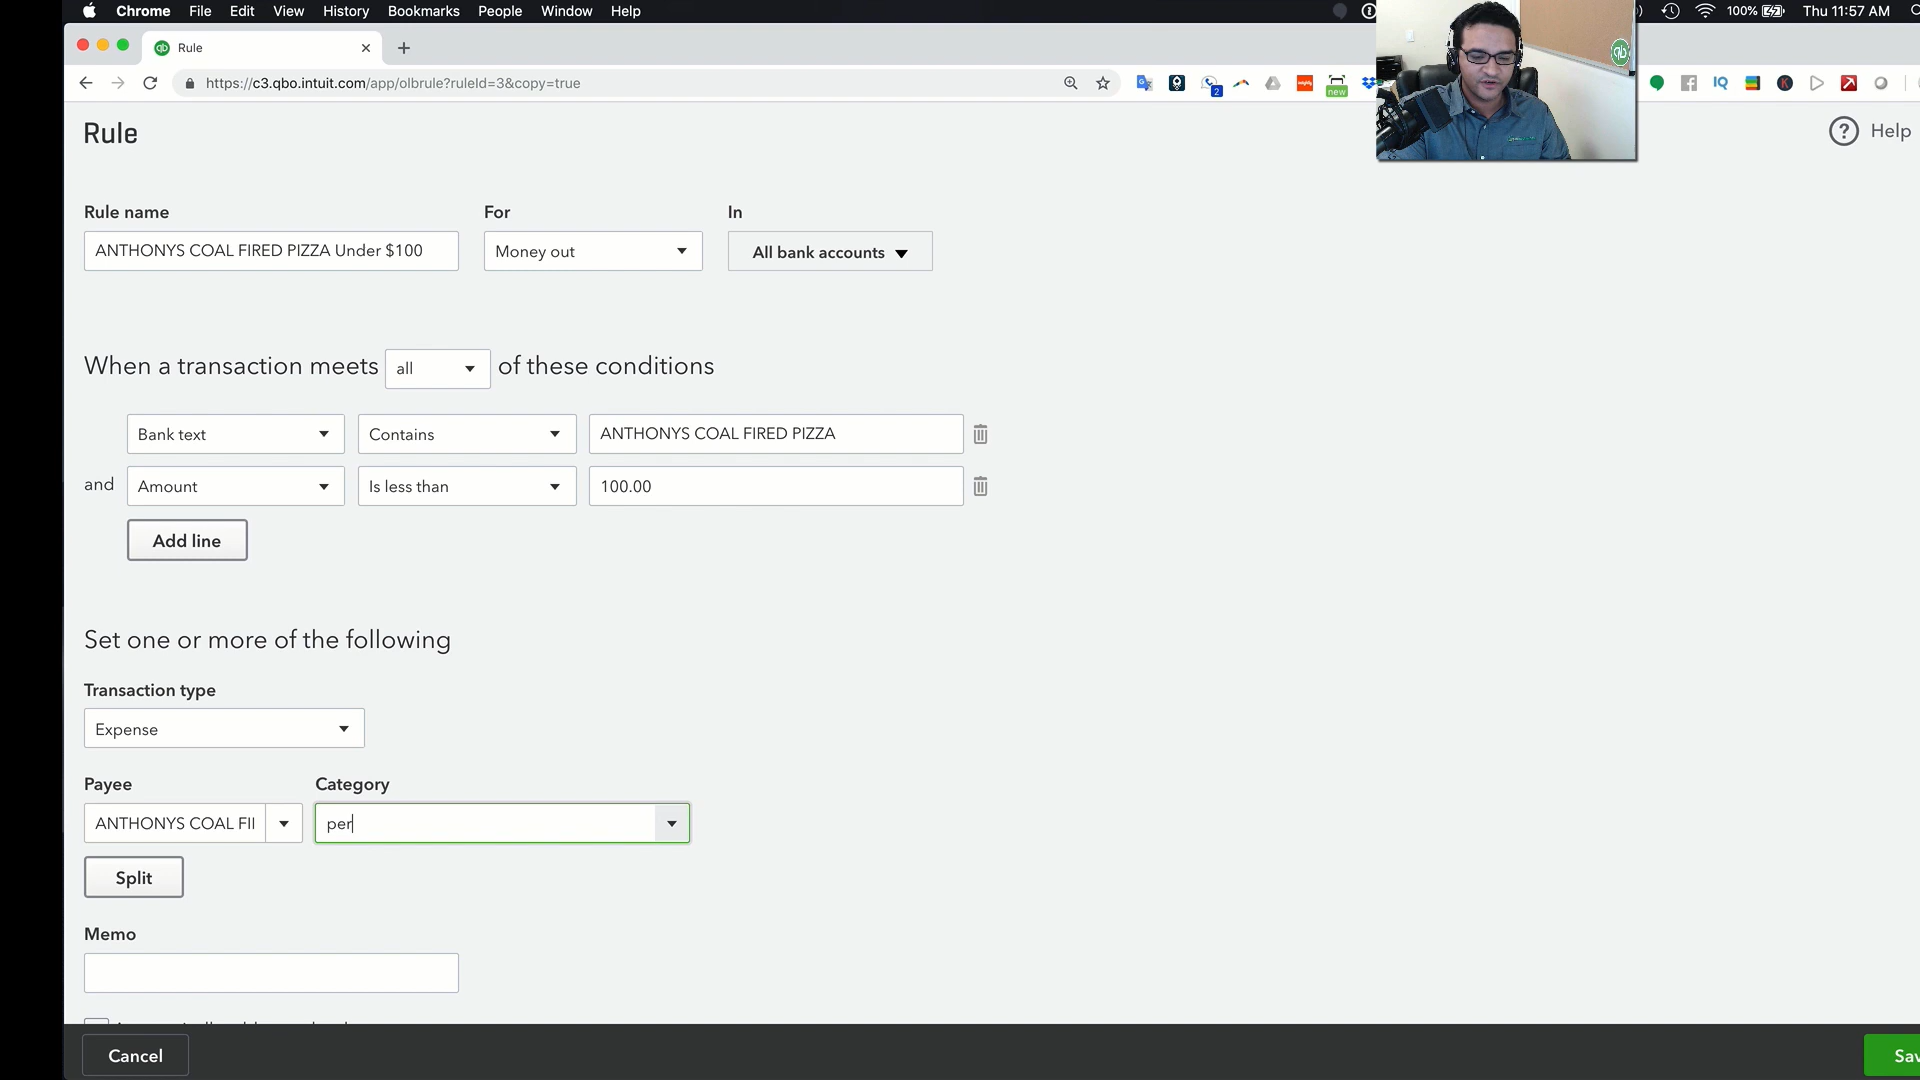 Chrome File Edit View History Bookmarks People Window Help 100% Thu 11:57 AM
qb Rule
https://c3.qbo.intuit.com/app/olbrule?ruleId=3&copy=true 2 new IQ K
Rule
Help
Rule name For In
ANTHONYS COAL FIRED PIZZA Under $100 Money out All bank accounts
When a transaction meets all of these conditions
Bank text Contains ANTHONYS COAL FIRED PIZZA
and Amount Is less than 100.00
Add line
Set one or more of the following
Transaction type
Expense
Payee Category
ANTHONYS COAL FII per
Split
Memo
Cancel Sav